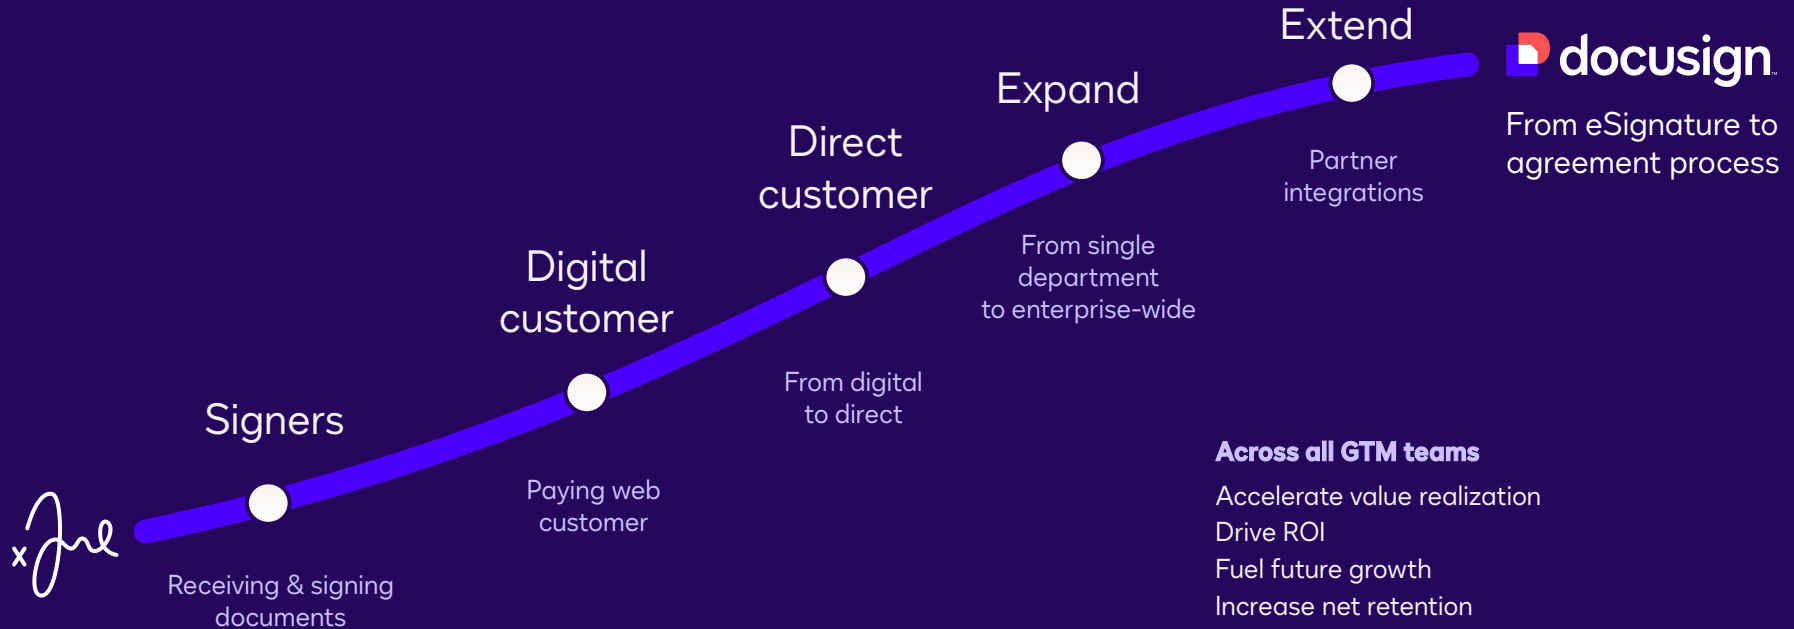 Extend
docusign
Expand
From eSignature to
agreement process
Direct
customer
Partner
integrations
Digital
customer
From single
department
to enterprise-wide
From digital
to direct
Signers
Across all GTM teams
Accelerate value realization
Drive ROI
Fuel future growth
Increase net retention
Paying web
customer
x
Receiving & signing
documents